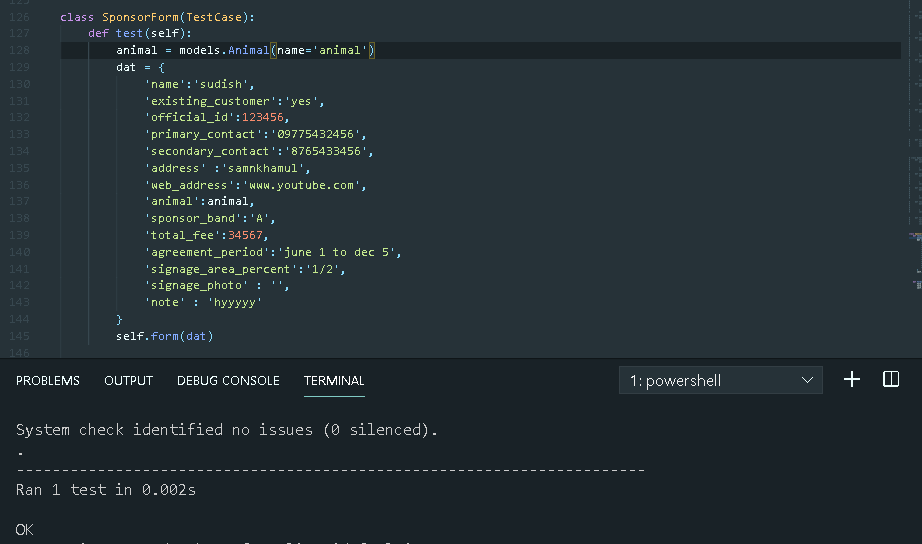 126 class SponsorForm(TestCase):
127 def test(self):
128 animal = models.Animal(name='animal')
129 dat = {
130 'name':'sudish',
131 'existing_customer':'yes',
132 'official_id':123456,
133 'primary_contact':'09775432456',
134 'secondary_contact':'8765433456',
135 'address' :'samnkhamul',
136 'web_address':'www.youtube.com',
137 'animal':animal,
138 'sponsor_band':'A',
139 'total_fee':34567,
140 'agreement_period':'june 1 to dec 5',
141 'signage_area_percent':'1/2',
142 'signage_photo' : '',
143 'note' : 'hyyyyy'
144 }
145 self.form(dat)
146
PROBLEMS OUTPUT DEBUG CONSOLE TERMINAL 1: powershell
System check identified no issues (0 silenced).
.
----------------------------------------------------------------------
Ran 1 test in 0.002s
OK